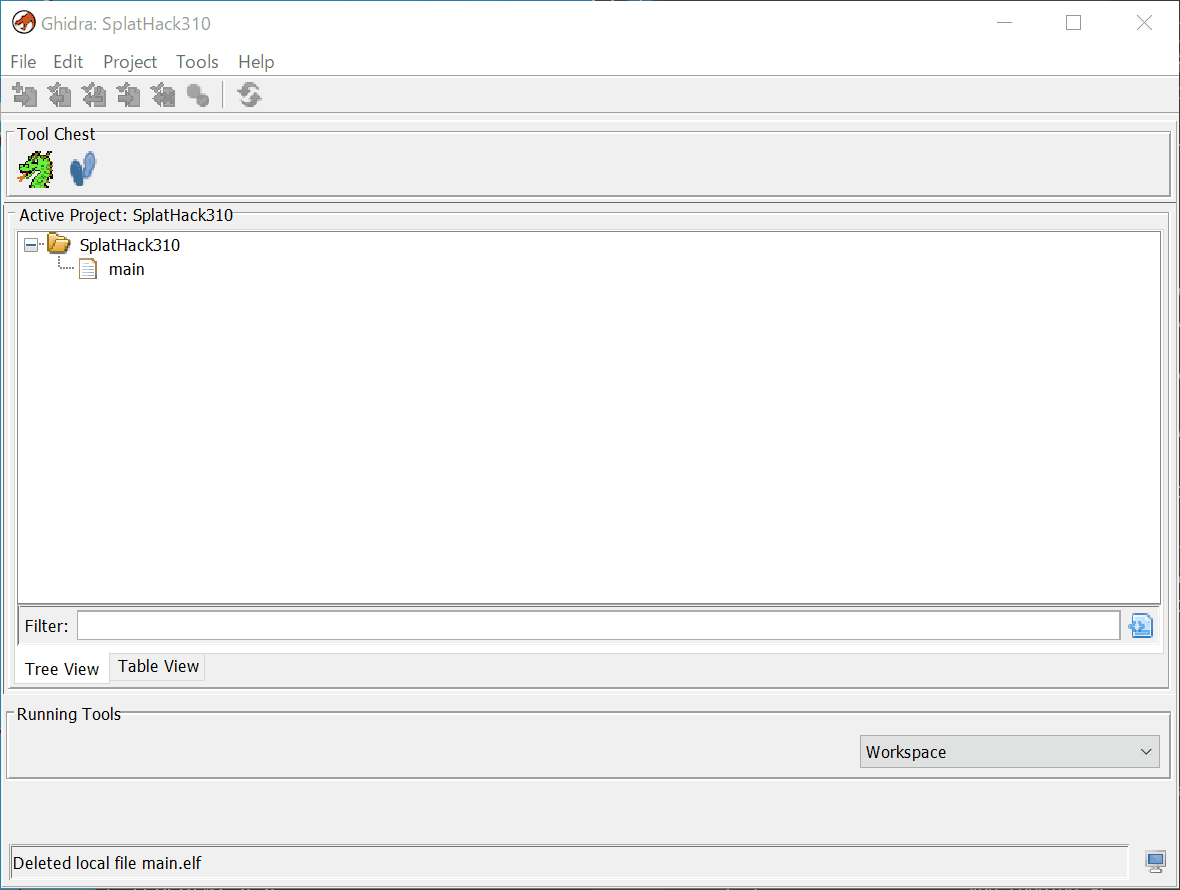 Ghidra: SplatHack310
File Edit Project Tools Help
Tool Chest
Active Project: SplatHack310
SplatHack310
main
Filter:
Tree View Table View
Running Tools
Workspace
Deleted local file main.elf